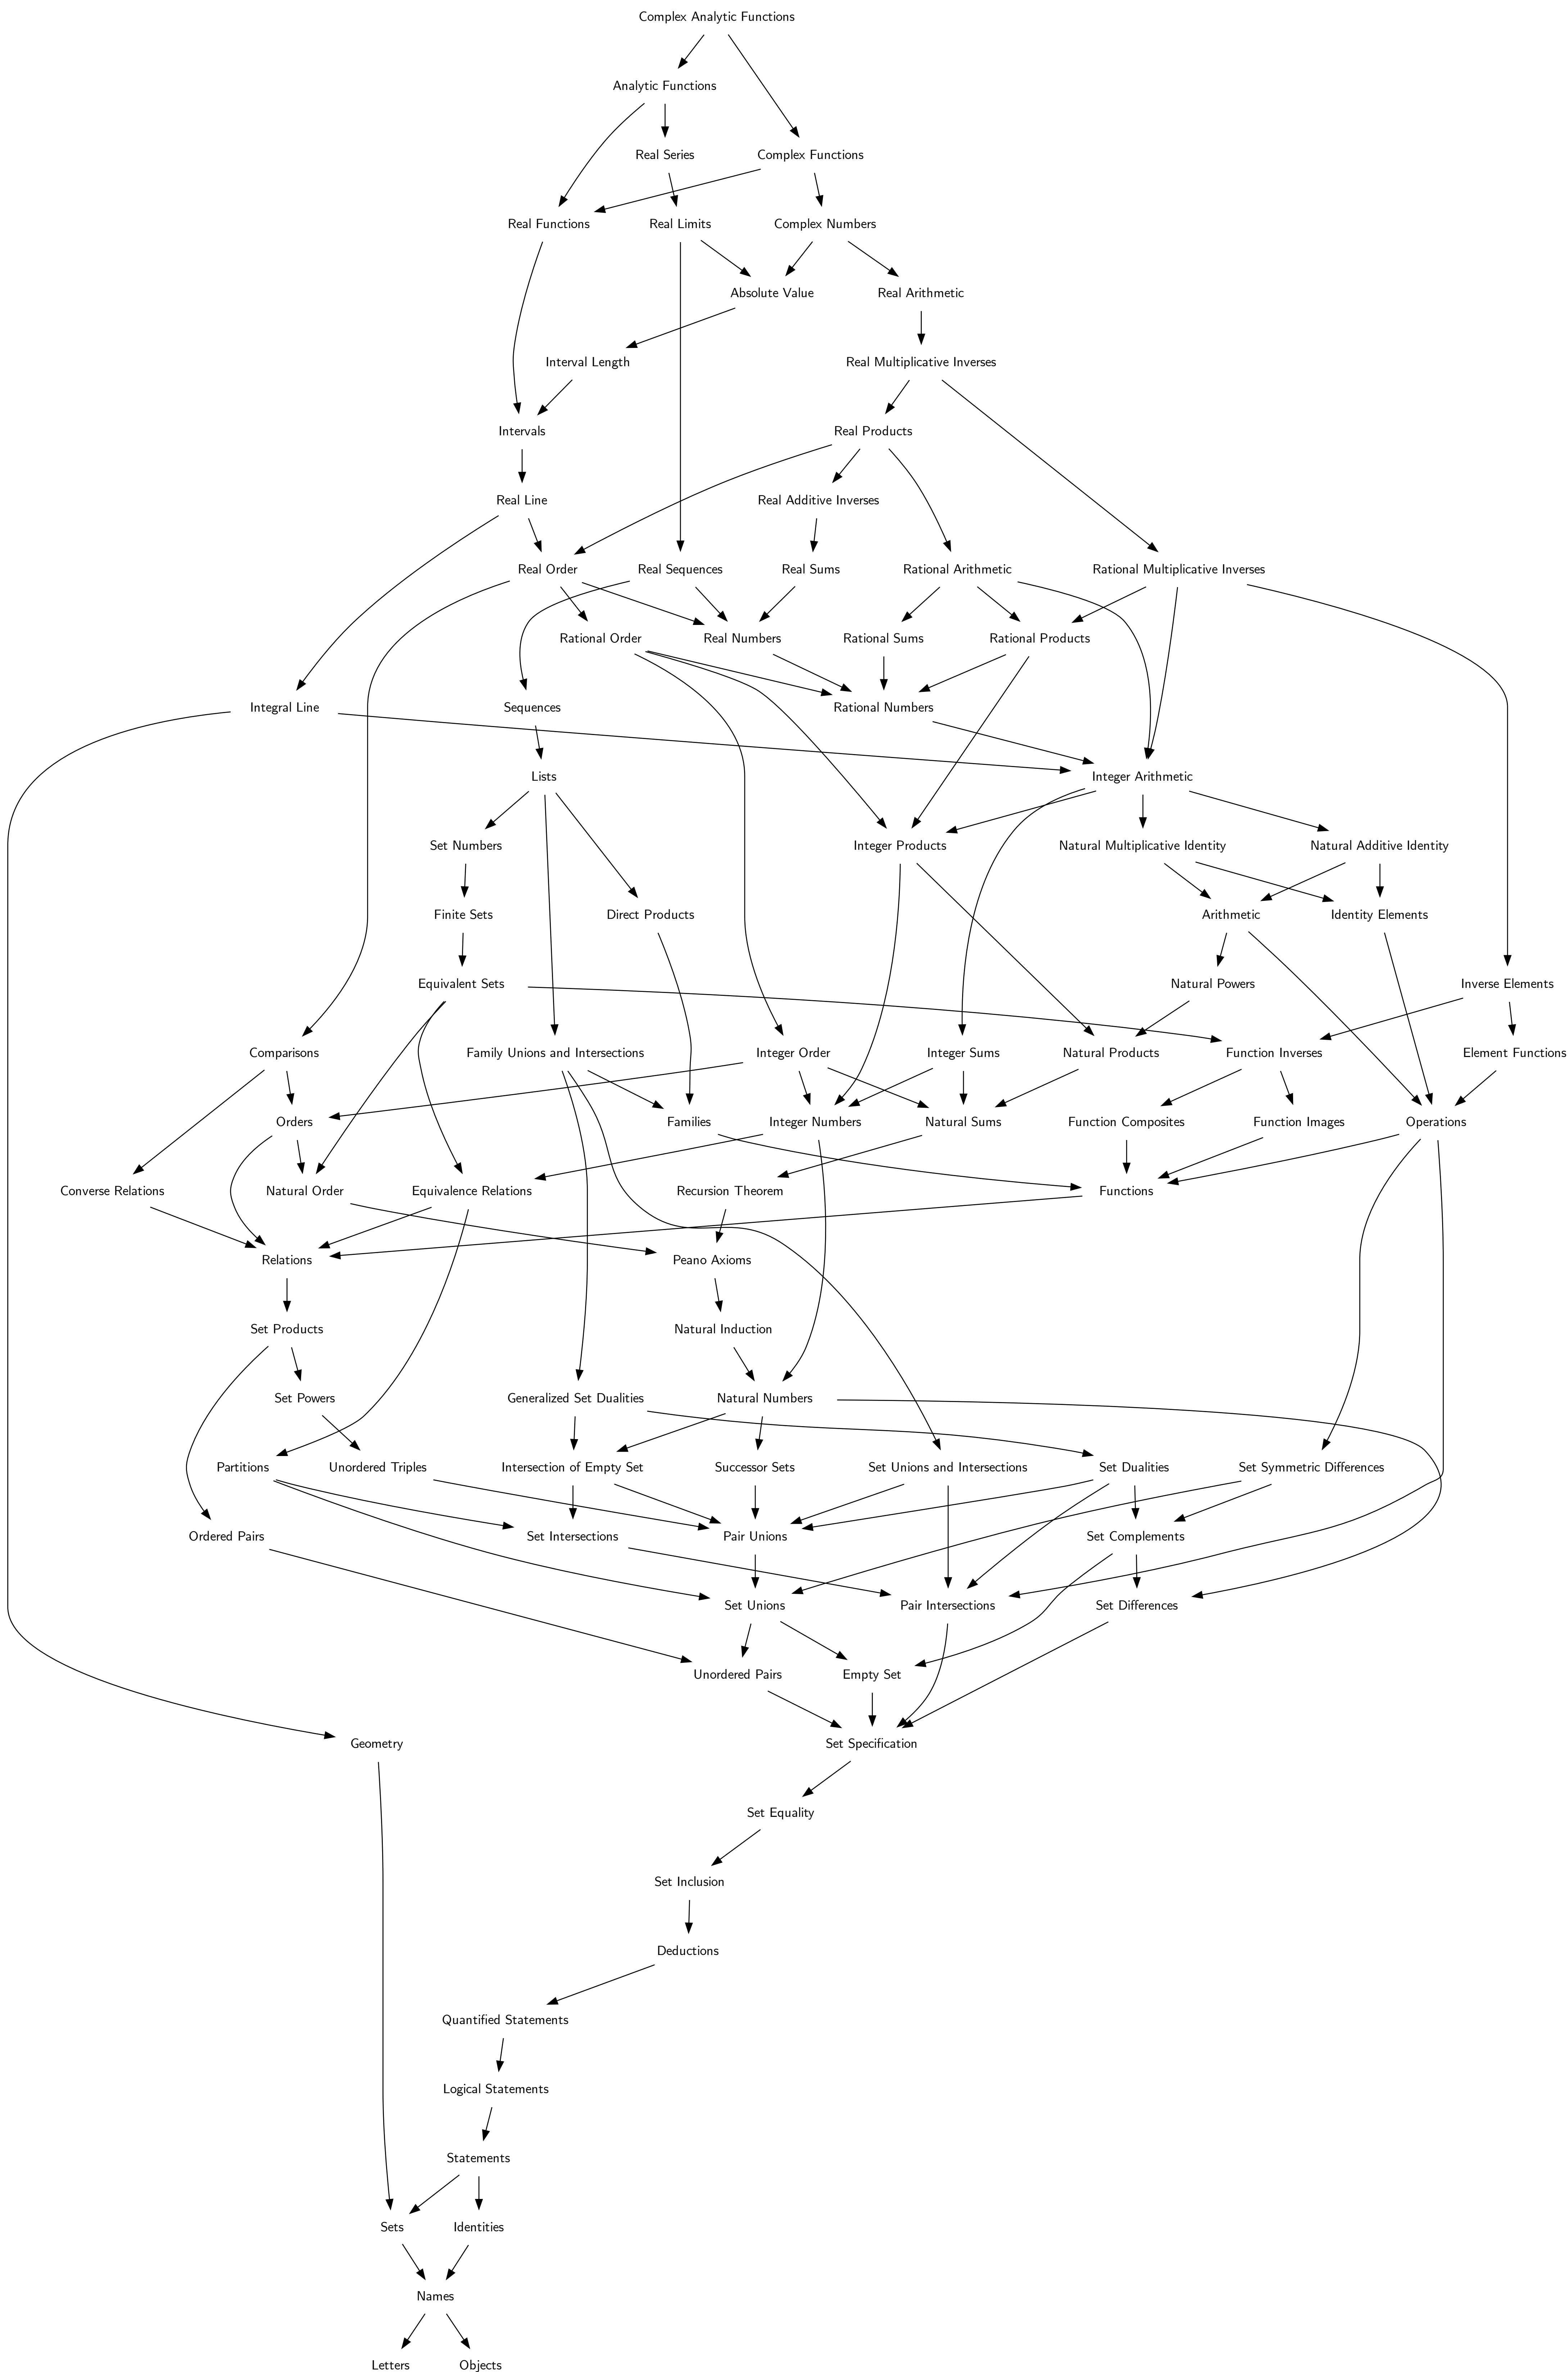 Complex Analytic Functions
Analytic Functions
Real Series
Complex Functions
Real Functions
Real Limits
Complex Numbers
Absolute Value
Real Arithmetic
Interval Length
Real Multiplicative Inverses
Intervals
Real Products
Real Line
Real Additive Inverses
Real Order
Real Sequences
Real Sums
Rational Arithmetic
Rational Multiplicative Inverses
Rational Order
Real Numbers
Rational Sums
Rational Products
Integral Line
Sequences
Rational Numbers
Lists
Integer Arithmetic
Set Numbers
Integer Products
Natural Multiplicative Identity
Natural Additive Identity
Finite Sets
Direct Products
Arithmetic
Identity Elements
Equivalent Sets
Natural Powers
Inverse Elements
Comparisons
Family Unions and Intersections
Integer Order
Integer Sums
Natural Products
Function Inverses
Element Functions
Orders
Families
Integer Numbers
Natural Sums
Function Composites
Function Images
Operations
Converse Relations
Natural Order
Equivalence Relations
Recursion Theorem
Functions
Relations
Peano Axioms
Set Products
Natural Induction
Set Powers
Generalized Set Dualities
Natural Numbers
Partitions
Unordered Triples
Intersection of Empty Set
Successor Sets
Set Unions and Intersections
Set Dualities
Set Symmetric Differences
Ordered Pairs
Set Intersections
Pair Unions
Set Complements
Set Unions
Pair Intersections
Set Differences
Unordered Pairs
Empty Set
Geometry
Set Specification
Set Equality
Set Inclusion
Deductions
Quantified Statements
Logical Statements
Statements
Sets
Identities
Names
Letters
Objects